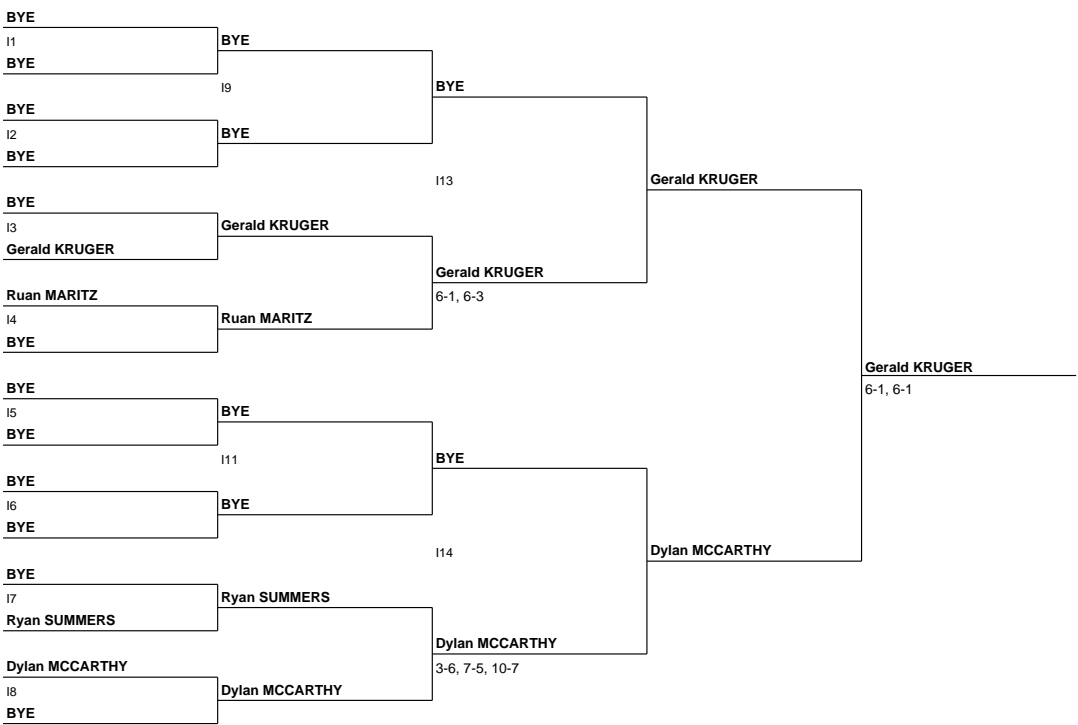 BYE
I1
BYE
BYE
I9
BYE
BYE
I2
BYE
BYE
I13
Gerald KRUGER
BYE
I3
Gerald KRUGER
Gerald KRUGER
Gerald KRUGER
6-1, 6-3
Ruan MARITZ
I4
Ruan MARITZ
BYE
Gerald KRUGER
6-1, 6-1
BYE
I5
BYE
BYE
I11
BYE
BYE
I6
BYE
BYE
I14
Dylan MCCARTHY
BYE
I7
Ryan SUMMERS
Ryan SUMMERS
Dylan MCCARTHY
3-6, 7-5, 10-7
Dylan MCCARTHY
I8
Dylan MCCARTHY
BYE